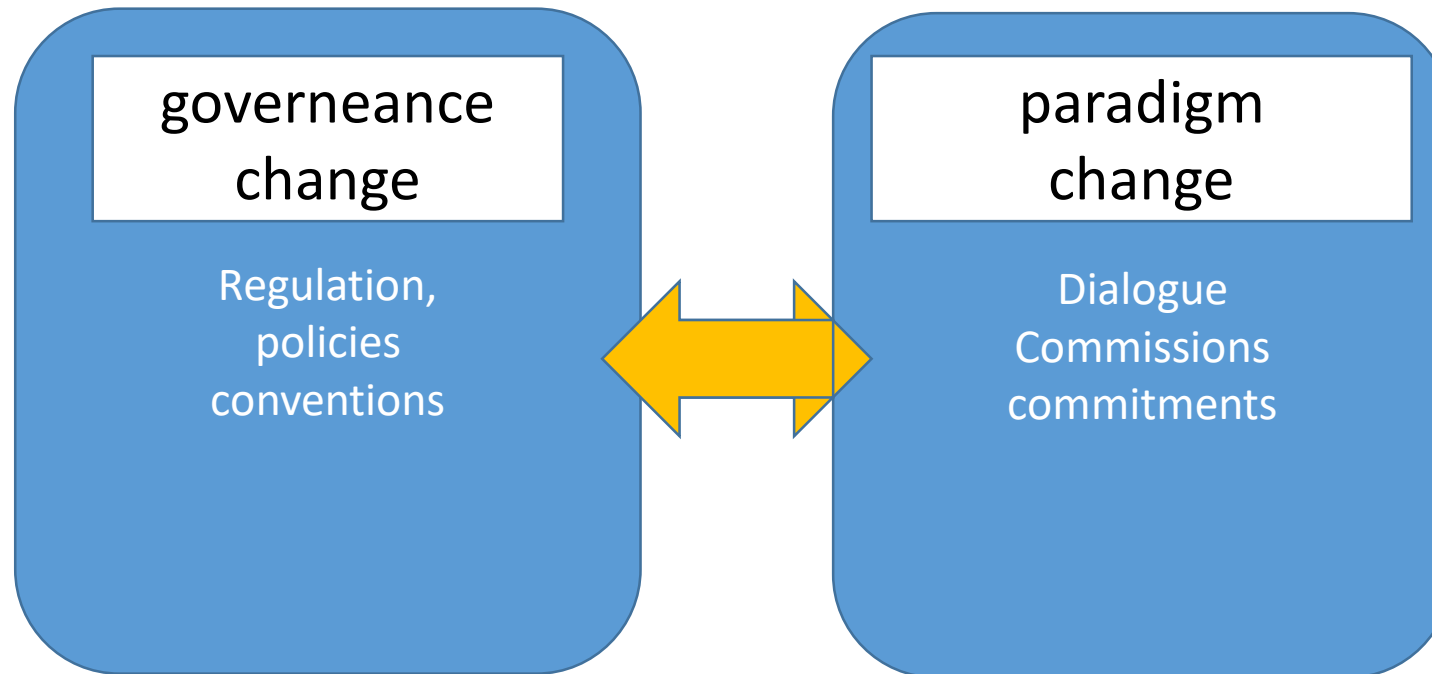 governeance
change
Regulation,
policies
conventions
paradigm
change
Dialogue
Commissions
commitments